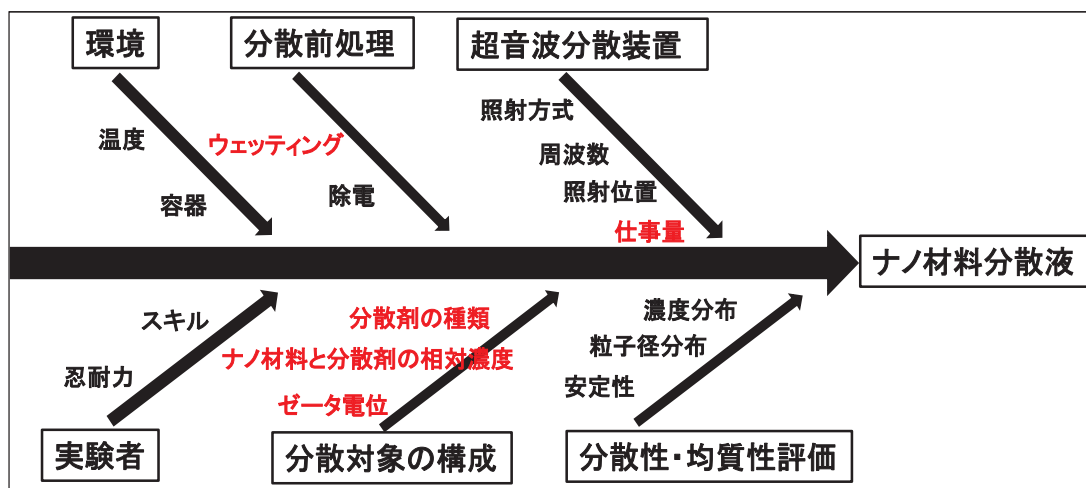 環境
分散前処理
超音波分散装置
温度
容器
ウェッティング
除電
照射方式
周波数
照射位置
仕事量
ナノ材料分散液
スキル
忍耐力
実験者
分散剤の種類
ナノ材料と分散剤の相対濃度
ゼータ電位
分散対象の構成
濃度分布
粒子径分布
安定性
分散性・均質性評価